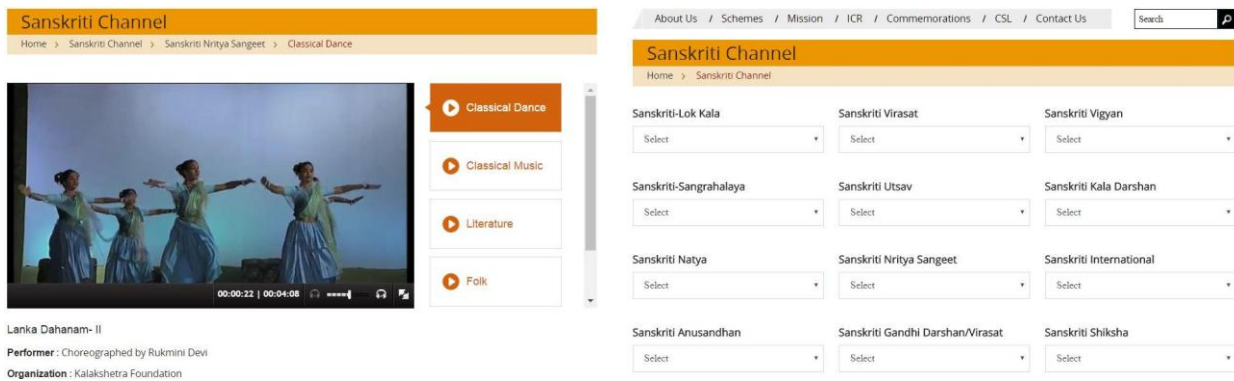 Sanskriti Channel
Home > Sanskriti Channel > Sanskriti Nritya Sangeet > Classical Dance
Classical Dance
Classical Music
Literature
Folk
00:00:22 | 00:04:08
Lanka Dahanam- II
Performer : Choreographed by Rukmini Devi
Organization : Kalakshetra Foundation
About Us / Schemes / Mission / ICR / Commemorations / CSL / Contact Us
Search
Sanskriti Channel
Home > Sanskriti Channel
Sanskriti-Lok Kala Sanskriti Virasat Sanskriti Vigyan
Select Select Select
Sanskriti-Sangrahalaya Sanskriti Utsav Sanskriti Kala Darshan
Select Select Select
Sanskriti Natya Sanskriti Nritya Sangeet Sanskriti International
Select Select Select
Sanskriti Anusandhan Sanskriti Gandhi Darshan/Virasat Sanskriti Shiksha
Select Select Select